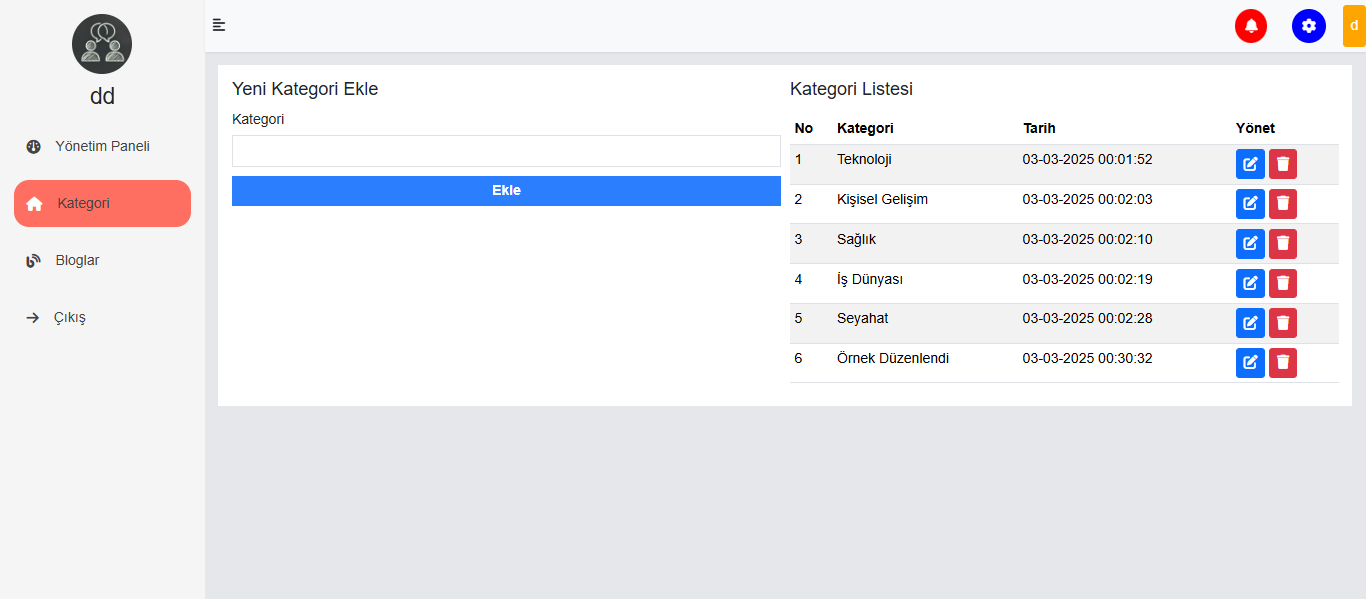 dd
Yönetim Paneli
Kategori
Bloglar
Çıkış
d
Yeni Kategori Ekle
Kategori
Ekle
Kategori Listesi
No Kategori Tarih Yönet
1 Teknoloji 03-03-2025 00:01:52
2 Kişisel Gelişim 03-03-2025 00:02:03
3 Sağlık 03-03-2025 00:02:10
4 İş Dünyası 03-03-2025 00:02:19
5 Seyahat 03-03-2025 00:02:28
6 Örnek Düzenlendi 03-03-2025 00:30:32